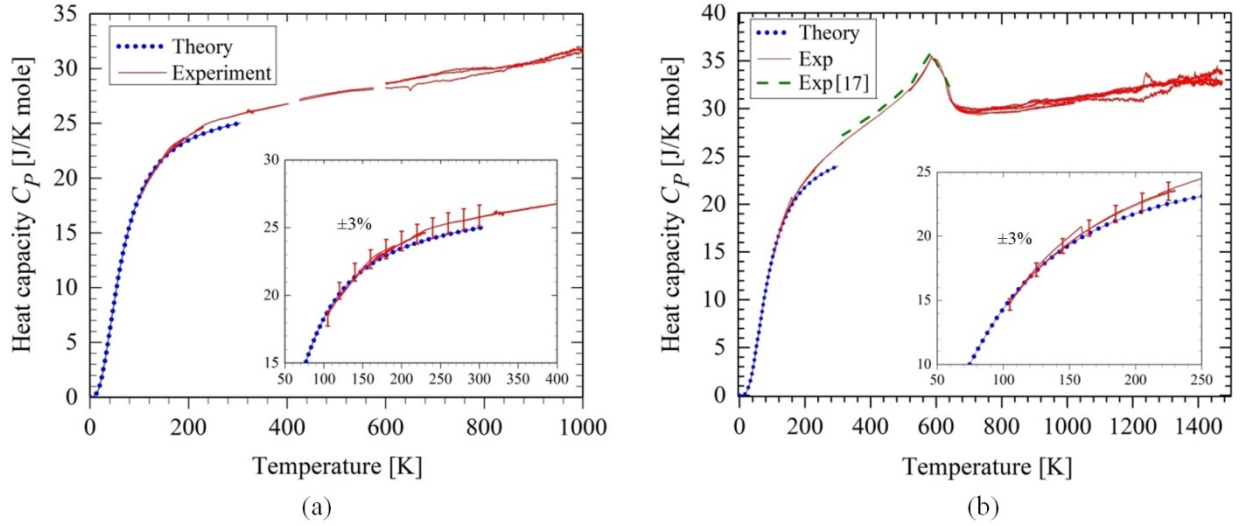 Heat capacity C_P [J/K mole]
35
30
25
20
15
10
5
0
Theory
Experiment
30
25
20
15
±3%
50 100 150 200 250 300 350 400
0 200 400 600 800 1000
Temperature [K]
(a)
Heat capacity C_P [J/K mole]
40
35
30
25
20
15
10
5
0
Theory
Exp
Exp [17]
25
20
15
10
±3%
50 100 150 200 250
0 200 400 600 800 1000 1200 1400
Temperature [K]
(b)